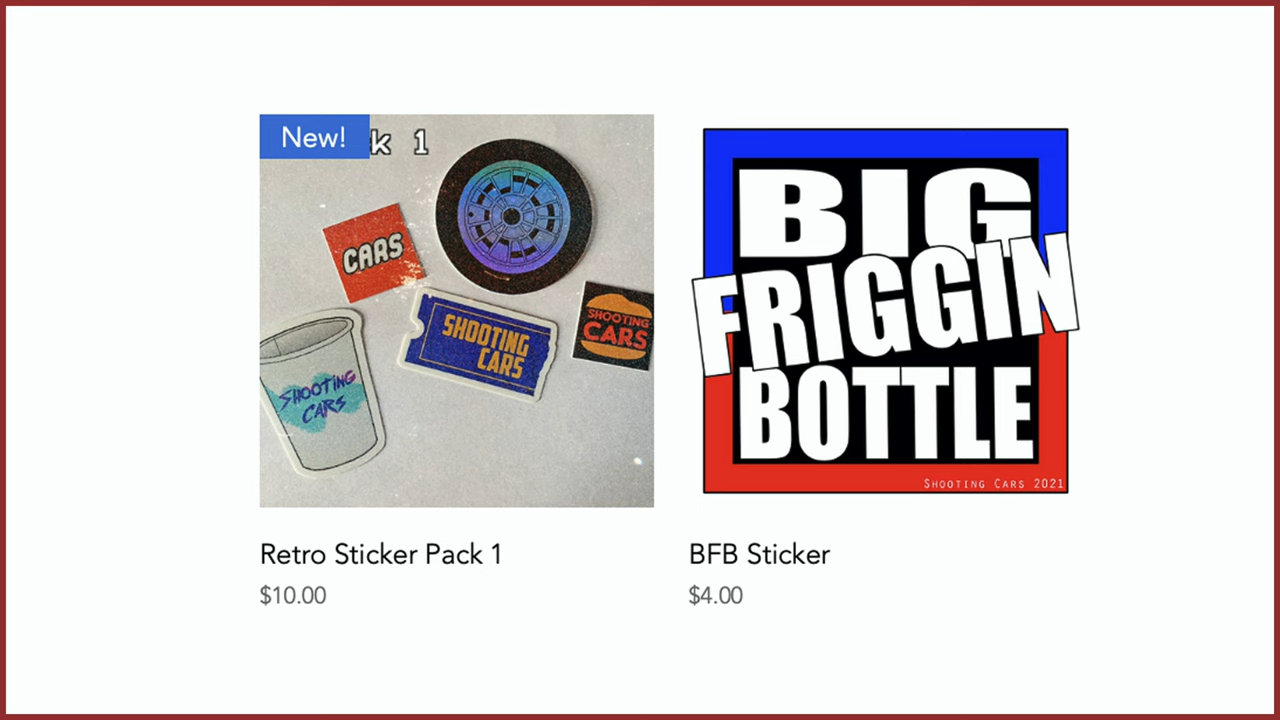 New!
k 1
CARS
SHOOTING
CARS
SHOOTING
CARS
SHOOTING
CARS
BIG
FRIGGIN
BOTTLE
SHOOTING CARS 2021
Retro Sticker Pack 1
BFB Sticker
$10.00
$4.00